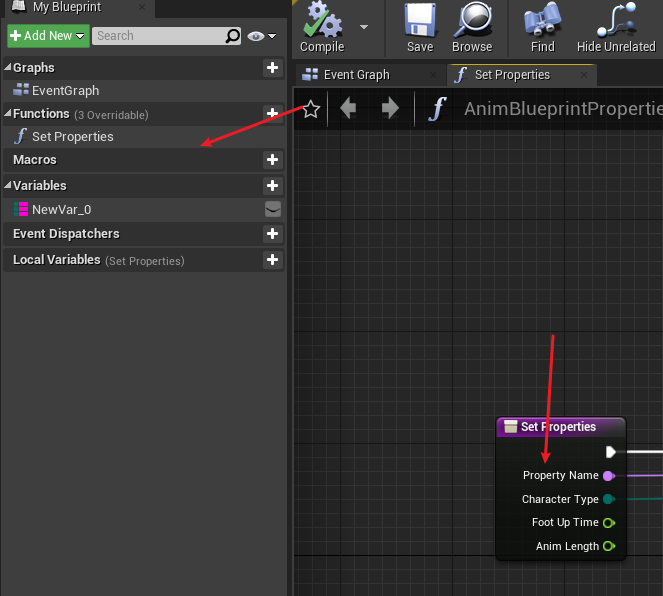 My Blueprint
Add New
Search
Graphs
EventGraph
Functions (3 Overridable)
Set Properties
Macros
Variables
NewVar_0
Event Dispatchers
Local Variables (Set Properties)
Compile
Save
Browse
Find
Hide Unrelated
Event Graph
Set Properties
AnimBlueprintPropertie
Set Properties
Property Name
Character Type
Foot Up Time
Anim Length